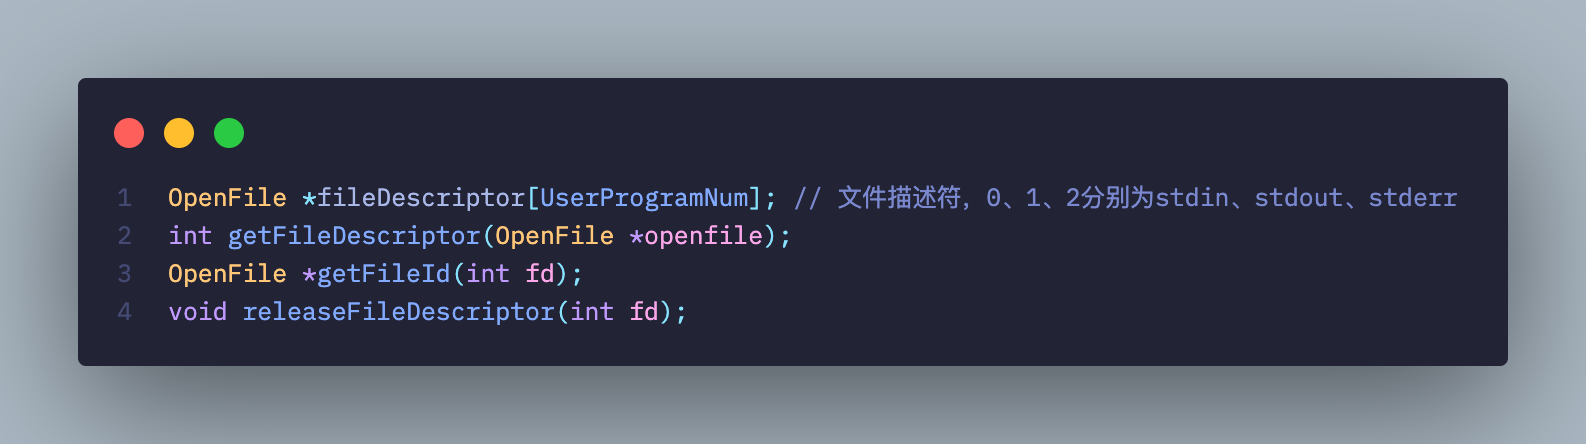 1 OpenFile *fileDescriptor[UserProgramNum]; // 文件描述符，0、1、2分别为stdin、stdout、stderr
2 int getFileDescriptor(OpenFile *openfile);
3 OpenFile *getFileId(int fd);
4 void releaseFileDescriptor(int fd);